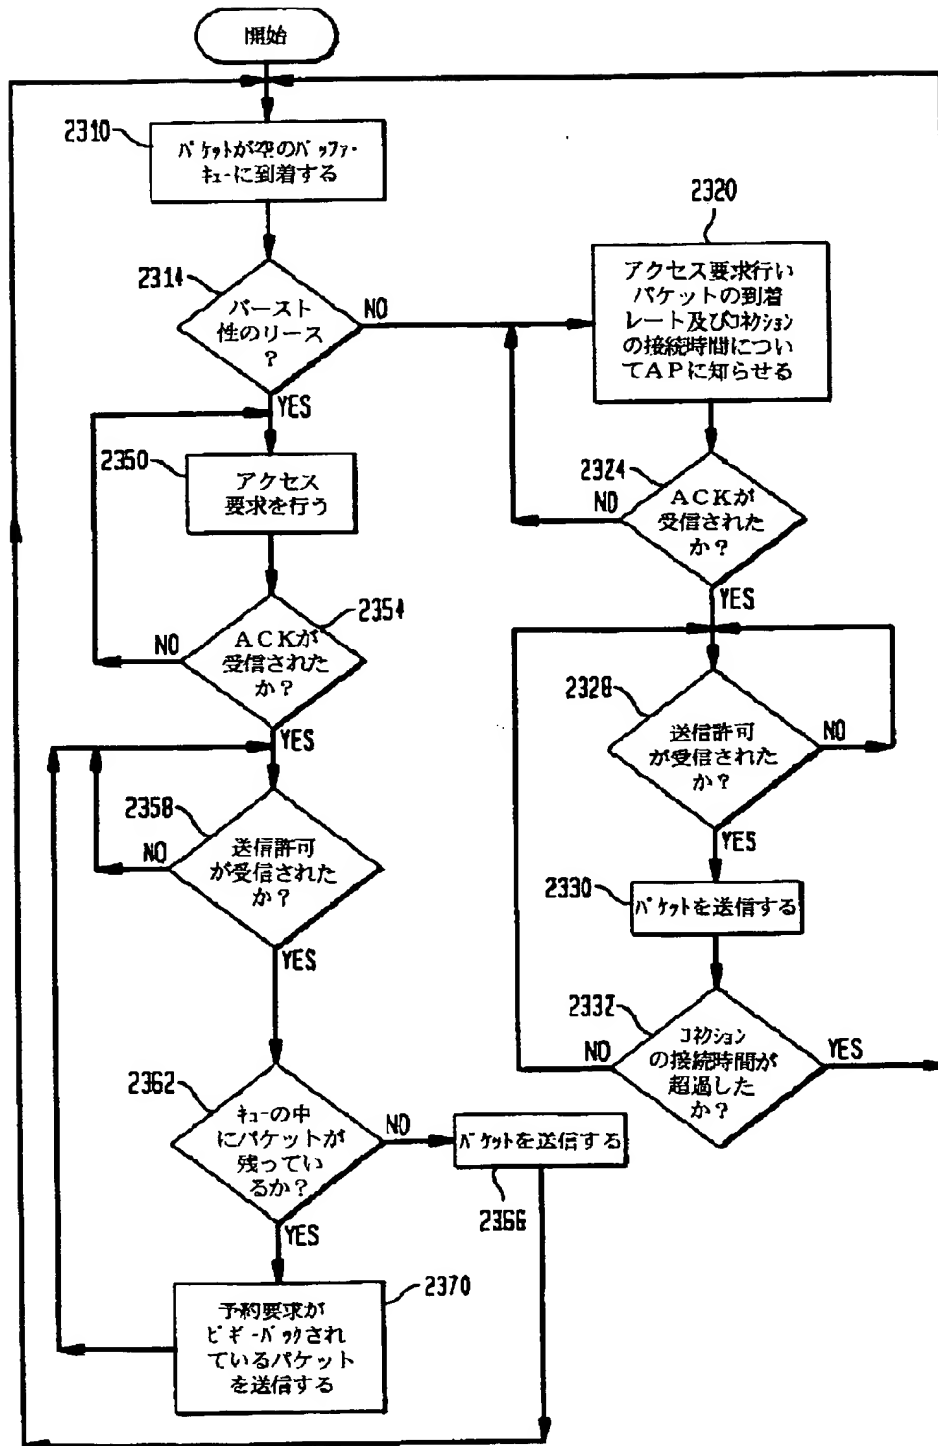 開始
2310
パケットが空のバッファ・
キューに到着する
2314
バースト
性のリース
?
NO
YES
2320
アクセス要求行い
パケットの到着
レート及びコネクション
の接続時間につい
てAPに知らせる
2324
ACKが
受信された
か?
NO
YES
2350
アクセス
要求を行う
2354
ACKが
受信された
か?
NO
YES
2328
送信許可
が受信された
か?
NO
YES
2330
パケットを送信する
2332
コネクション
の接続時間が
超過した
か?
NO
YES
2358
送信許可
が受信された
か?
NO
YES
2362
キューの中
にパケットが
残ってい
るか?
NO
YES
パケットを送信する
2366
2370
予約要求が
ピギーバックされ
ているパケット
を送信する